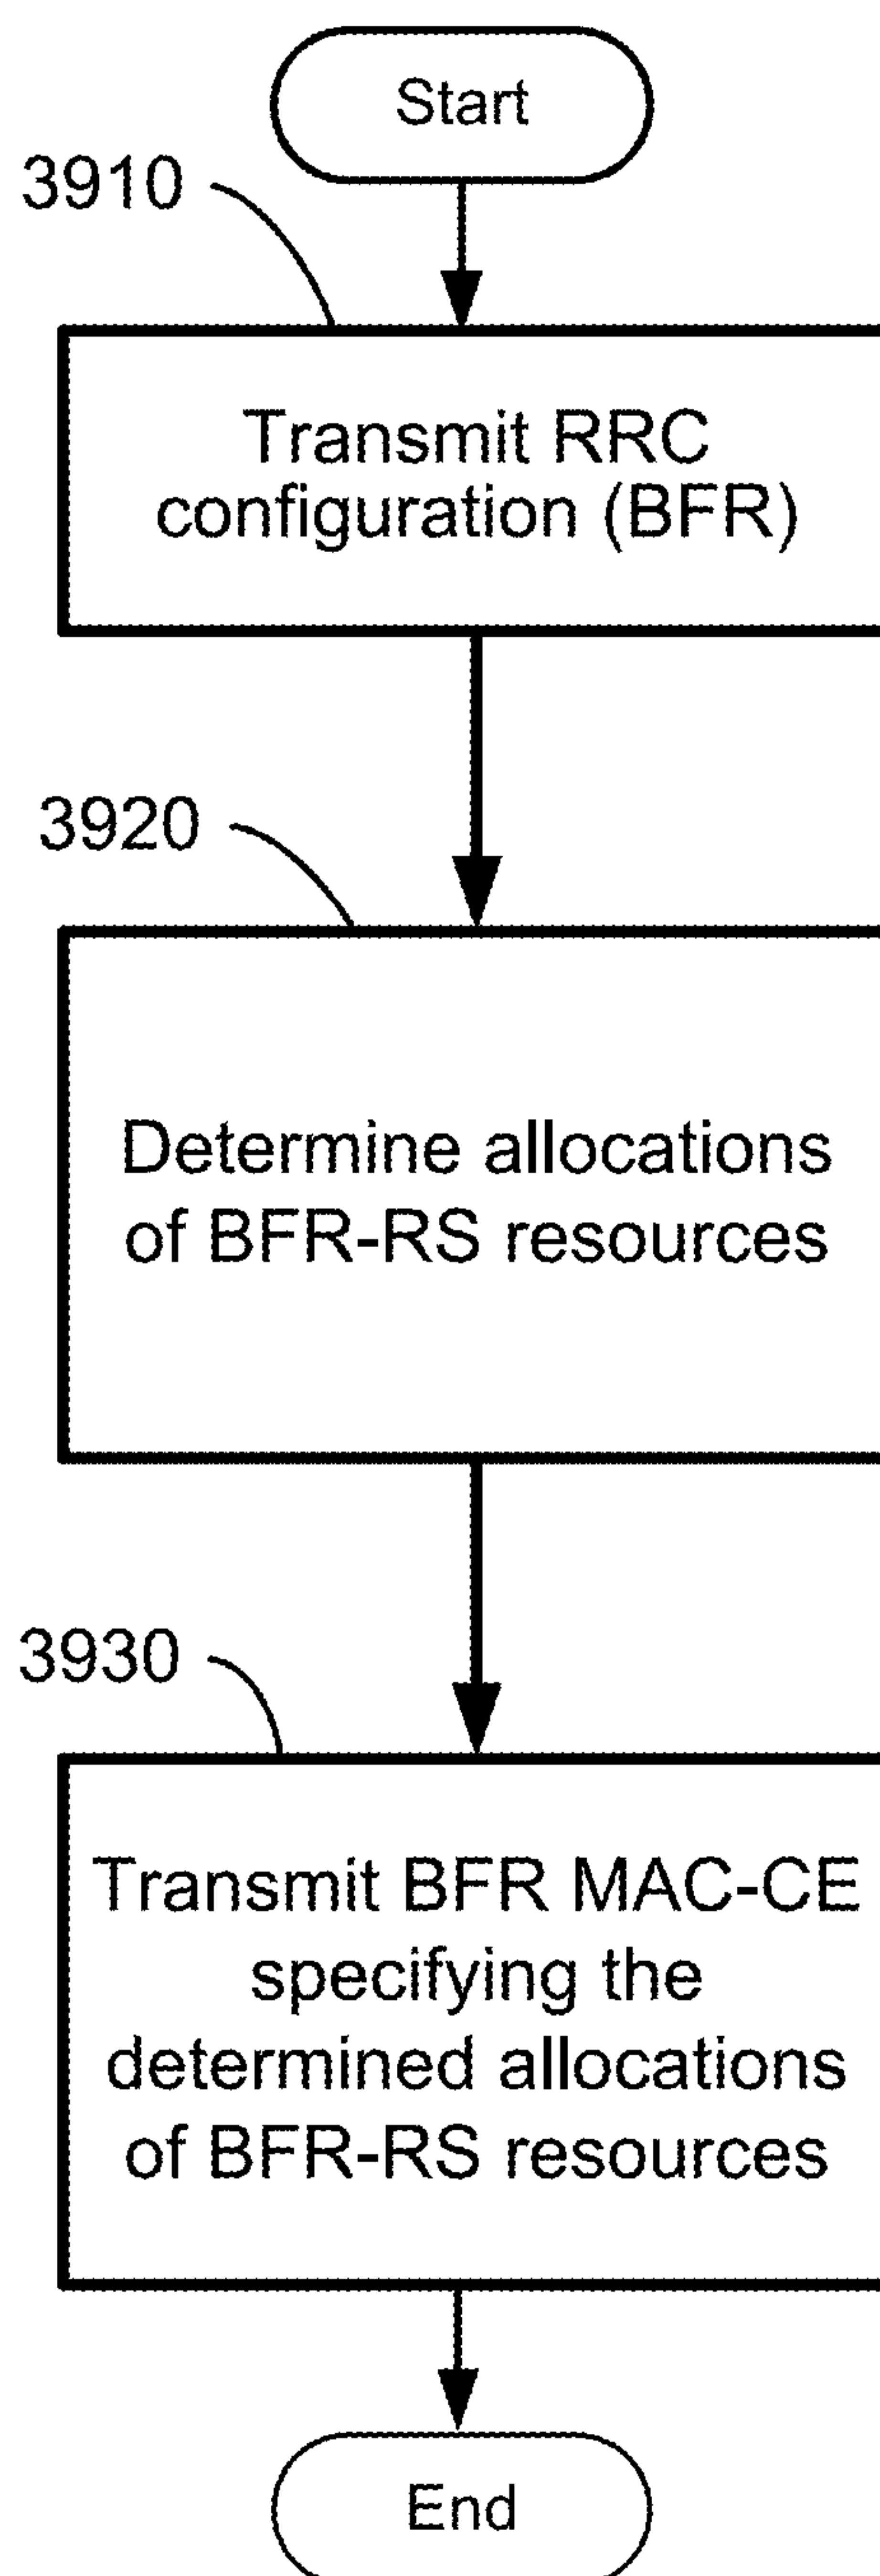 Start
3910
Transmit RRC
configuration (BFR)
3920
Determine allocations
of BFR-RS resources
3930
Transmit BFR MAC-CE
specifying the
determined allocations
of BFR-RS resources
End